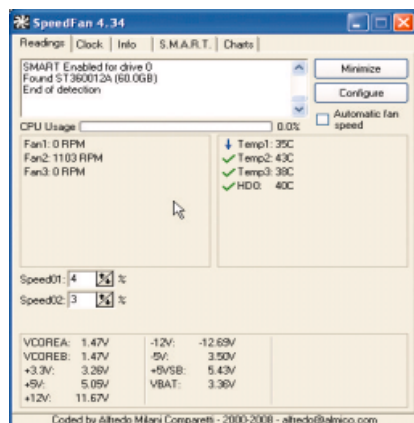 SpeedFan 4.34
Readings Clock Info S.M.A.R.T. Charts
SMART Enabled for drive 0
Found ST360012A (60.0GB)
End of detection
Minimize
Configure
Automatic fan speed
CPU Usage 0.0%
Fan1: 0 RPM
Fan2: 1103 RPM
Fan3: 0 RPM
Temp1: 35C
Temp2: 43C
Temp3: 38C
HD0: 40C
Speed01: 4 %
Speed02: 3 %
VCOREA: 1.47V -12V: -12.69V
VCOREB: 1.47V -5V: 3.50V
+3.3V: 3.26V +5VSB: 5.43V
+5V: 5.05V VBAT: 3.36V
+12V: 11.67V
Coded by Alfredo Milani Comparetti - 2000-2008 - alfredo@almico.com